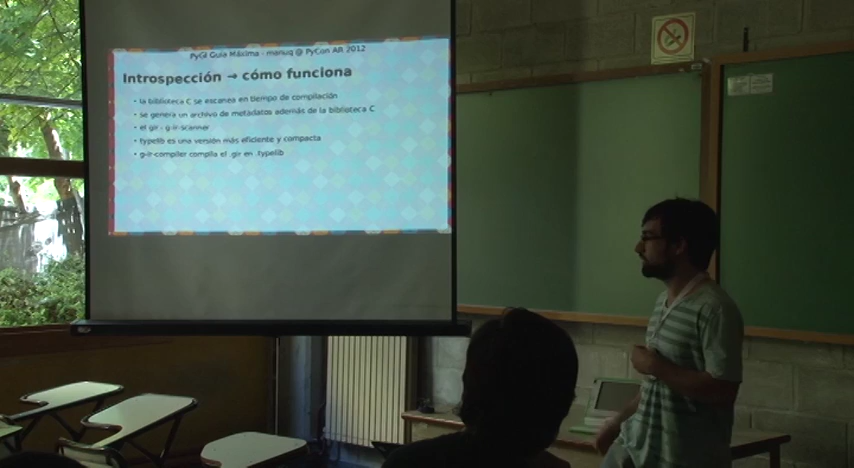 PyGI Guía Máxima - manuq @ PyCon AR 2012
Introspección → cómo funciona
• la biblioteca C se escanea en tiempo de compilación
• se genera un archivo de metadatos además de la biblioteca C
• el gir - g-ir-scanner
• typelib es una versión más eficiente y compacta
• g-ir-compiler compila el .gir en .typelib